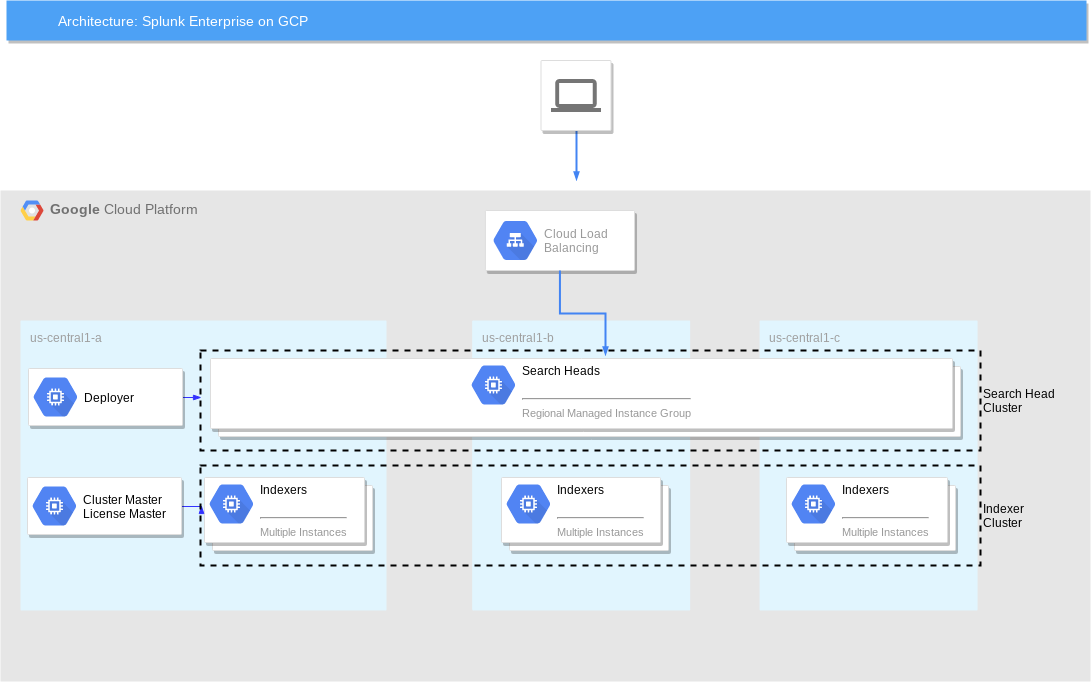 Architecture: Splunk Enterprise on GCP
Google Cloud Platform
Cloud Load
Balancing
us-central1-a
us-central1-b
us-central1-c
Deployer
Search Heads
Regional Managed Instance Group
Search Head
Cluster
Cluster Master
License Master
Indexers
Multiple Instances
Indexers
Multiple Instances
Indexers
Multiple Instances
Indexer
Cluster